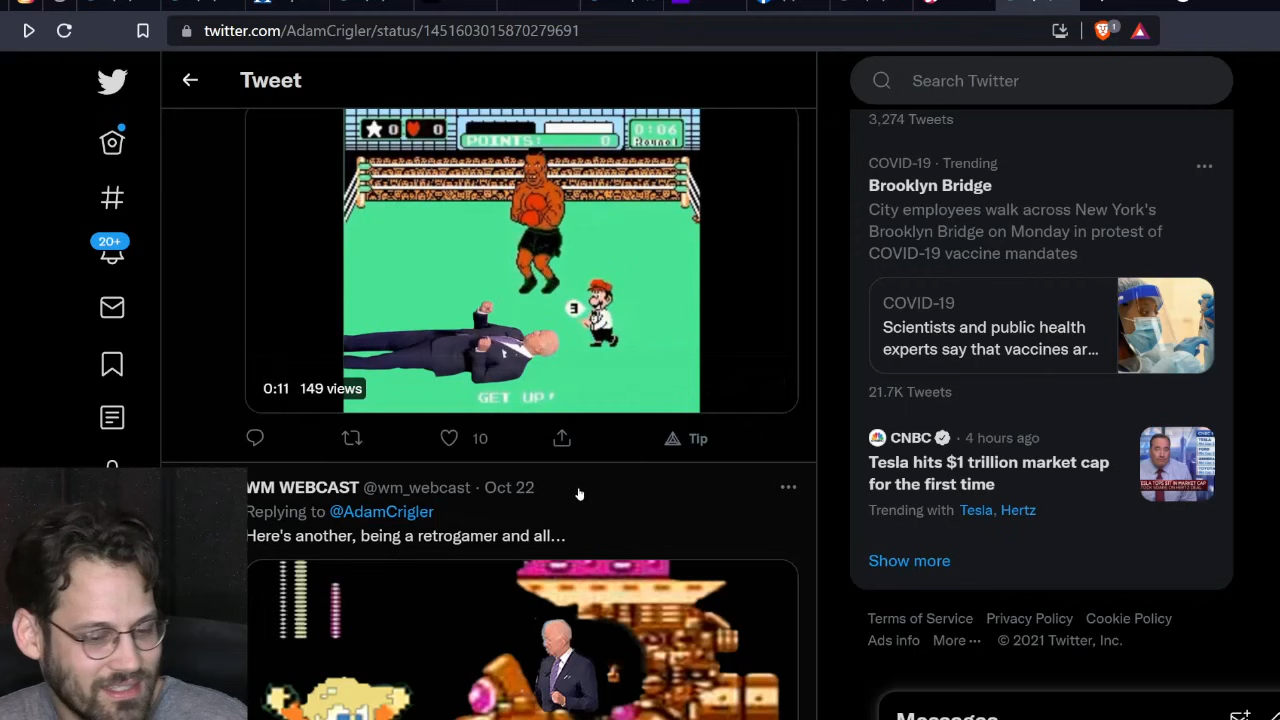 twitter.com/AdamCrigler/status/1451603015870279691
1
Tweet
Search Twitter
20+
0
0
0:06
Round 1
POINTS: 0
3
GET UP!
0:11 149 views
10
Tip
WM WEBCAST @wm_webcast · Oct 22
Replying to @AdamCrigler
Here's another, being a retrogamer and all...
3,274 Tweets
COVID-19 · Trending
Brooklyn Bridge
City employees walk across New York's
Brooklyn Bridge on Monday in protest of
COVID-19 vaccine mandates
COVID-19
Scientists and public health
experts say that vaccines ar...
21.7K Tweets
CNBC · 4 hours ago
Tesla hits $1 trillion market cap
for the first time
Trending with Tesla, Hertz
Show more
Terms of Service Privacy Policy Cookie Policy
Ads info More ··· © 2021 Twitter, Inc.
Messages